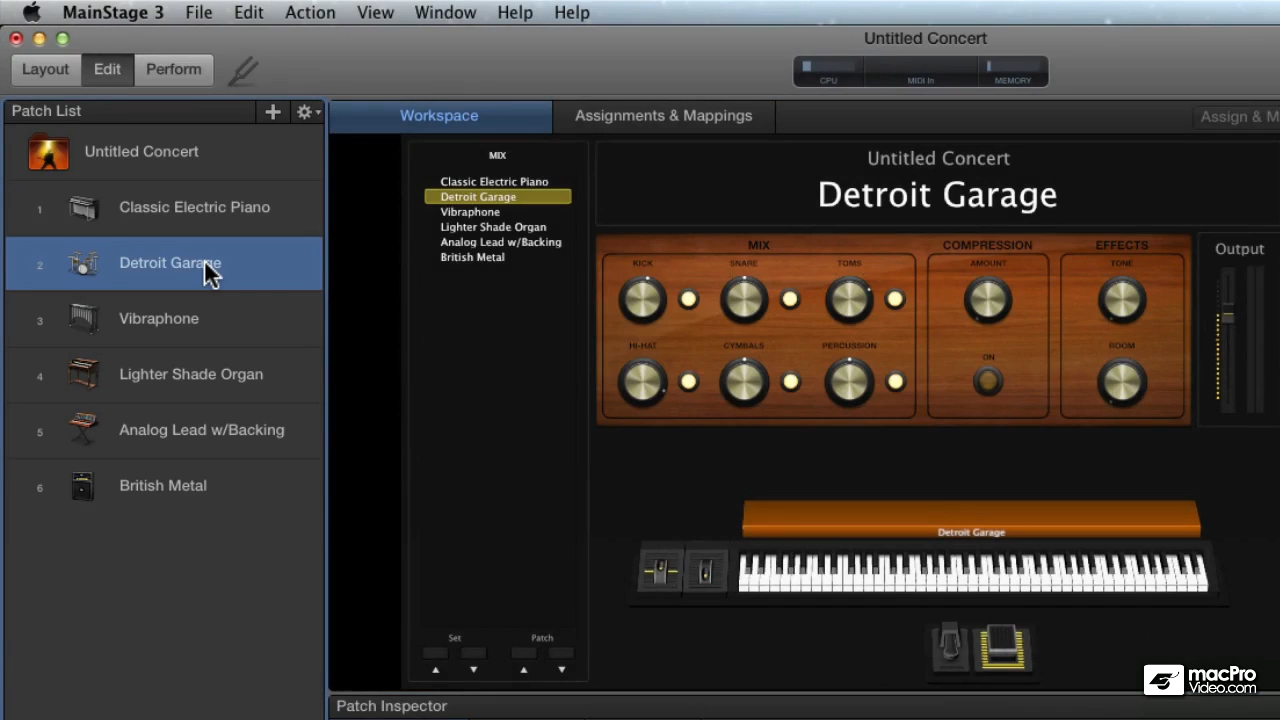 MainStage 3 File Edit Action View Window Help Help
Untitled Concert
Layout Edit Perform
CPU MIDI In MEMORY
Patch List
Workspace Assignments & Mappings Assign & M
Untitled Concert
1 Classic Electric Piano
2 Detroit Garage
3 Vibraphone
4 Lighter Shade Organ
5 Analog Lead w/Backing
6 British Metal
MIX
Classic Electric Piano
Detroit Garage
Vibraphone
Lighter Shade Organ
Analog Lead w/Backing
British Metal
Set Patch
Untitled Concert
Detroit Garage
MIX COMPRESSION EFFECTS
KICK SNARE TOMS AMOUNT TONE
HI-HAT CYMBALS PERCUSSION ON ROOM
Output
Detroit Garage
Patch Inspector
macPro
Video.com